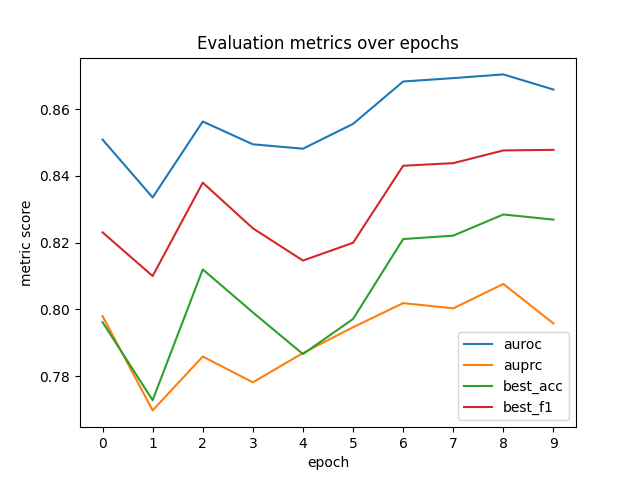 Evaluation metrics over epochs
metric score
0.86
0.84
0.82
0.80
0.78
0 1 2 3 4 5 6 7 8 9
epoch
auroc
auprc
best_acc
best_f1